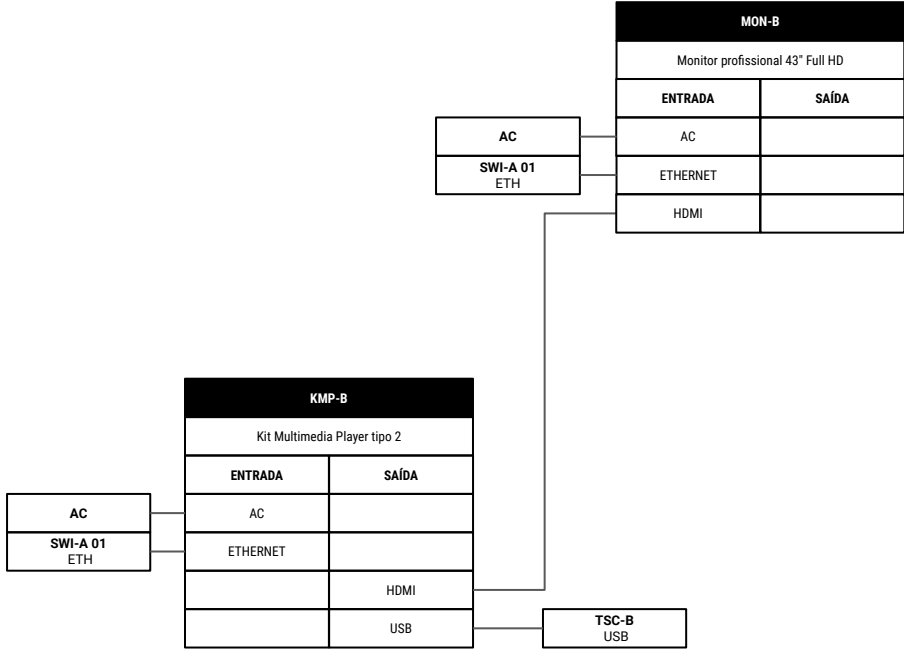 MON-B
Monitor profissional 43" Full HD
ENTRADA SAÍDA
AC AC
SWI-A 01
ETH
ETHERNET
HDMI
KMP-B
Kit Multimedia Player tipo 2
ENTRADA SAÍDA
AC AC
SWI-A 01
ETH
ETHERNET
HDMI
USB
TSC-B
USB